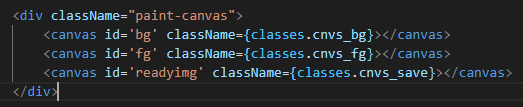 <div className="paint-canvas">
<canvas id='bg' className={classes.cnvs_bg}></canvas>
<canvas id='fg' className={classes.cnvs_fg}></canvas>
<canvas id='readyimg' className={classes.cnvs_save}></canvas>
</div>